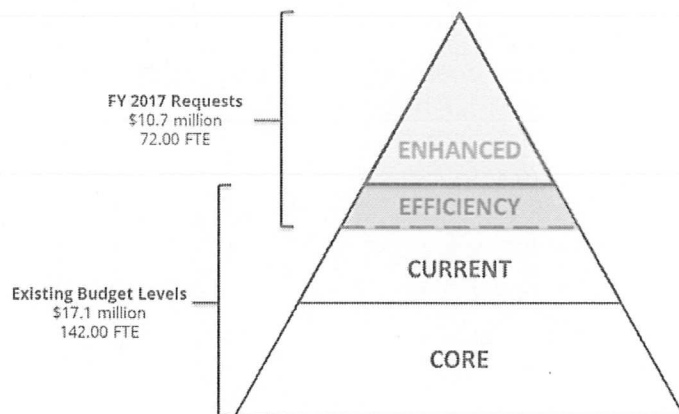 FY 2017 Requests
$10.7 million
72.00 FTE
ENHANCED
EFFICIENCY
CURRENT
Existing Budget Levels
$17.1 million
142.00 FTE
CORE